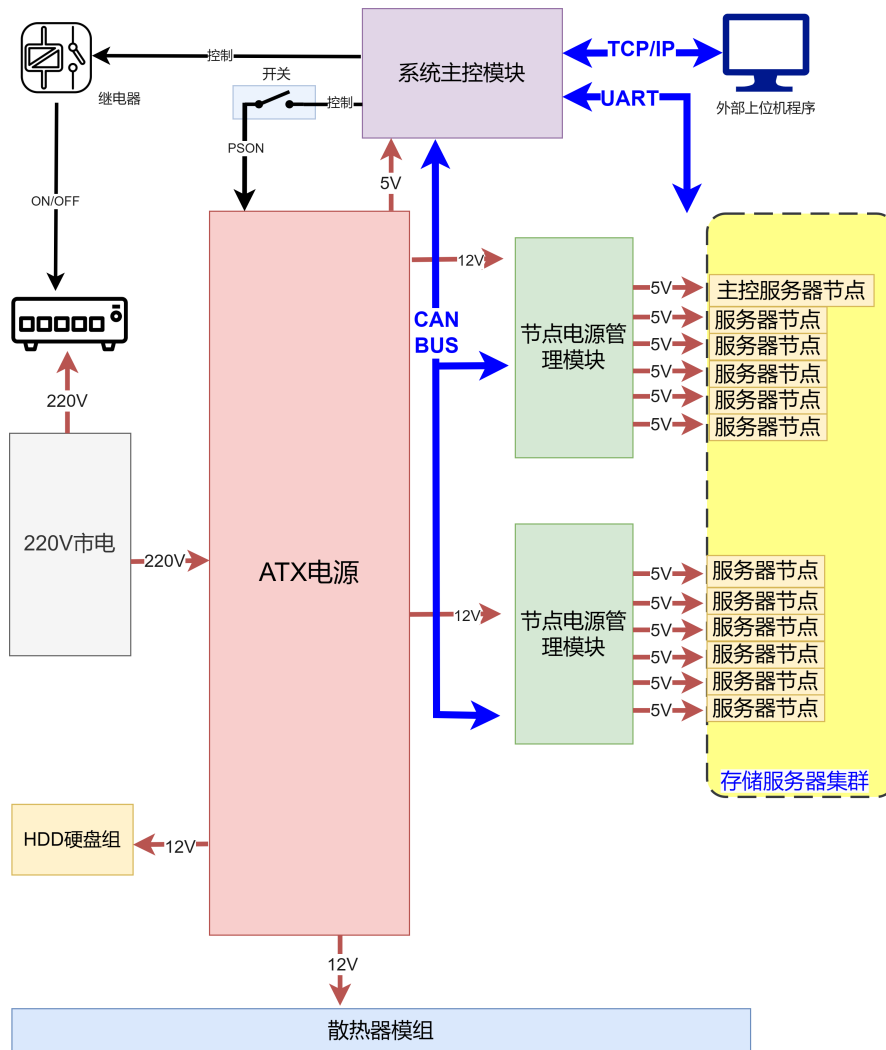 控制
系统主控模块
TCP/IP
外部上位机程序
继电器
开关
控制
UART
PSON
5V
ON/OFF
12V
CAN
BUS
节点电源管
理模块
5V
主控服务器节点
5V
服务器节点
5V
服务器节点
5V
服务器节点
5V
服务器节点
5V
服务器节点
220V
220V市电
220V
ATX电源
12V
节点电源管
理模块
5V
服务器节点
5V
服务器节点
5V
服务器节点
5V
服务器节点
5V
服务器节点
5V
服务器节点
存储服务器集群
HDD硬盘组
12V
12V
散热器模组